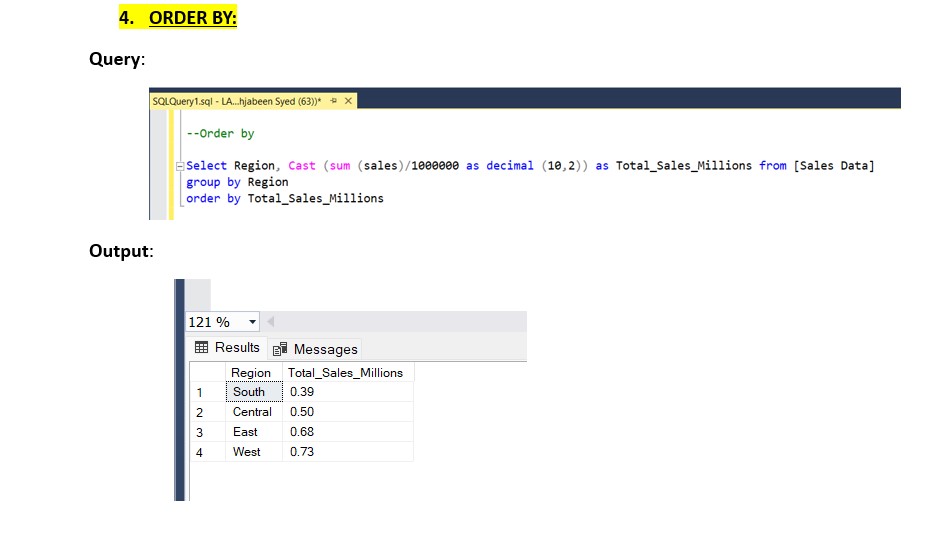 4. ORDER BY:
Query:
SQLQuery1.sql - LA...hjabeen Syed (63))*
--Order by
Select Region, Cast (sum (sales)/1000000 as decimal (10,2)) as Total_Sales_Millions from [Sales Data]
group by Region
order by Total_Sales_Millions
Output:
121 %
Results Messages
Region Total_Sales_Millions
1 South 0.39
2 Central 0.50
3 East 0.68
4 West 0.73